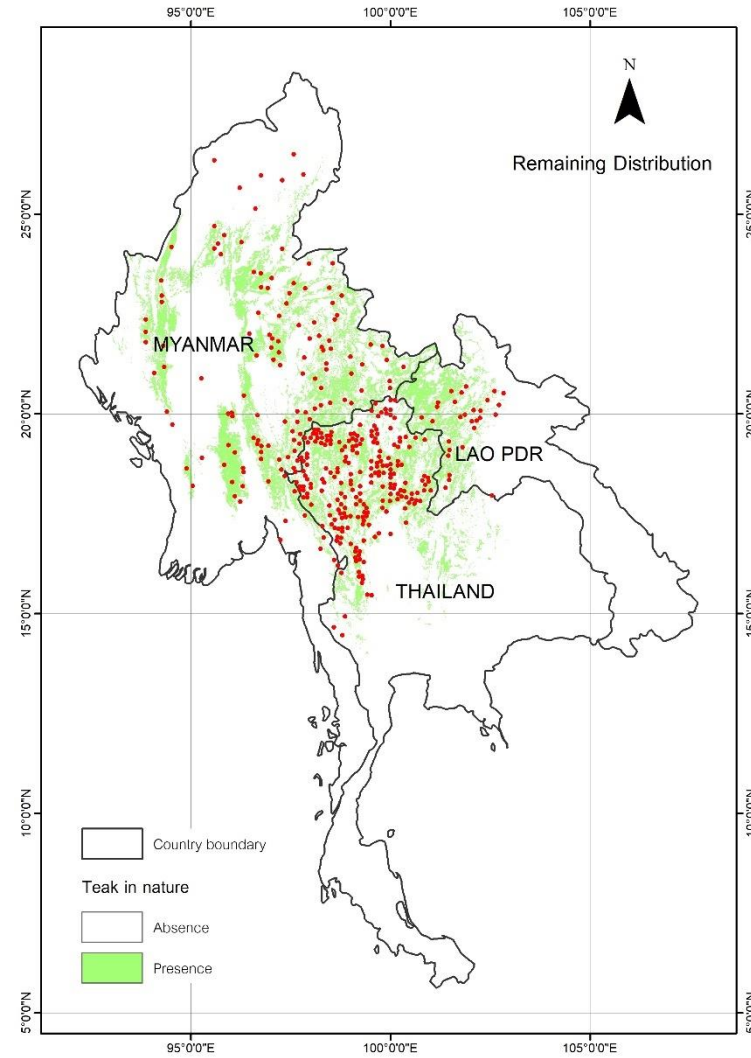 95°0'0"E 100°0'0"E 105°0'0"E
N
Remaining Distribution
25°0'0"N 25°0'0"N
MYANMAR
20°0'0"N 20°0'0"N
LAO PDR
THAILAND
15°0'0"N 15°0'0"N
10°0'0"N 10°0'0"N
Country boundary
Teak in nature
Absence
Presence
5°0'0"N 5°0'0"N
95°0'0"E 100°0'0"E 105°0'0"E